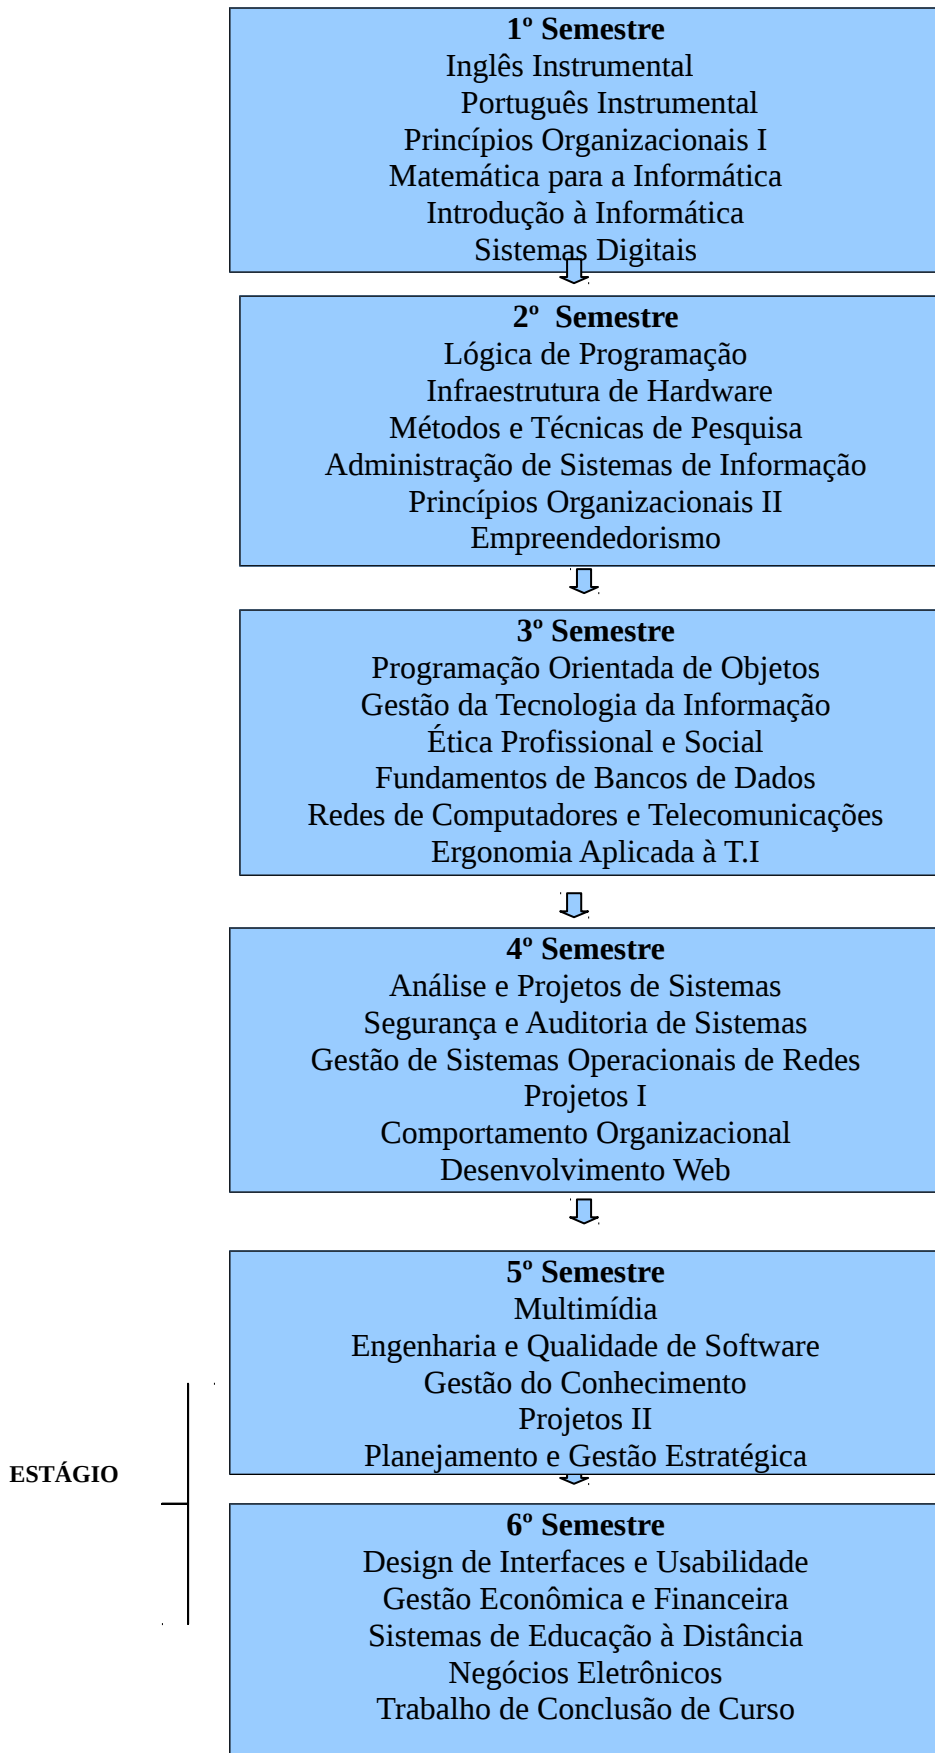 1º Semestre
Inglês Instrumental
Português Instrumental
Princípios Organizacionais I
Matemática para a Informática
Introdução à Informática
Sistemas Digitais
2º Semestre
Lógica de Programação
Infraestrutura de Hardware
Métodos e Técnicas de Pesquisa
Administração de Sistemas de Informação
Princípios Organizacionais II
Empreendedorismo
3º Semestre
Programação Orientada de Objetos
Gestão da Tecnologia da Informação
Ética Profissional e Social
Fundamentos de Bancos de Dados
Redes de Computadores e Telecomunicações
Ergonomia Aplicada à T.I
4º Semestre
Análise e Projetos de Sistemas
Segurança e Auditoria de Sistemas
Gestão de Sistemas Operacionais de Redes
Projetos I
Comportamento Organizacional
Desenvolvimento Web
5º Semestre
Multimídia
Engenharia e Qualidade de Software
Gestão do Conhecimento
Projetos II
Planejamento e Gestão Estratégica
ESTÁGIO
6º Semestre
Design de Interfaces e Usabilidade
Gestão Econômica e Financeira
Sistemas de Educação à Distância
Negócios Eletrônicos
Trabalho de Conclusão de Curso